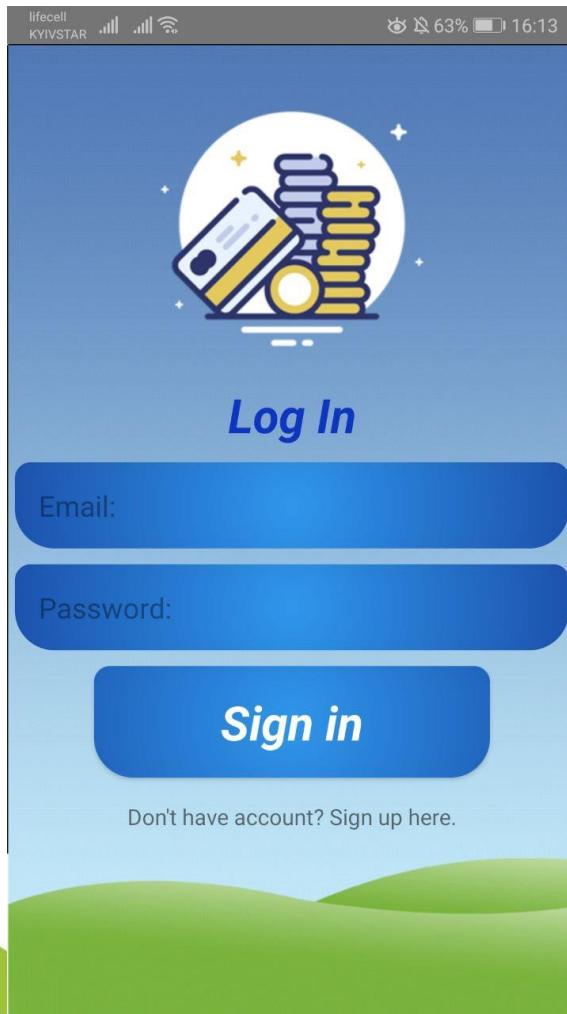 lifecell
KYIVSTAR
63%
16:13
Log In
Email:
Password:
Sign in
Don't have account? Sign up here.